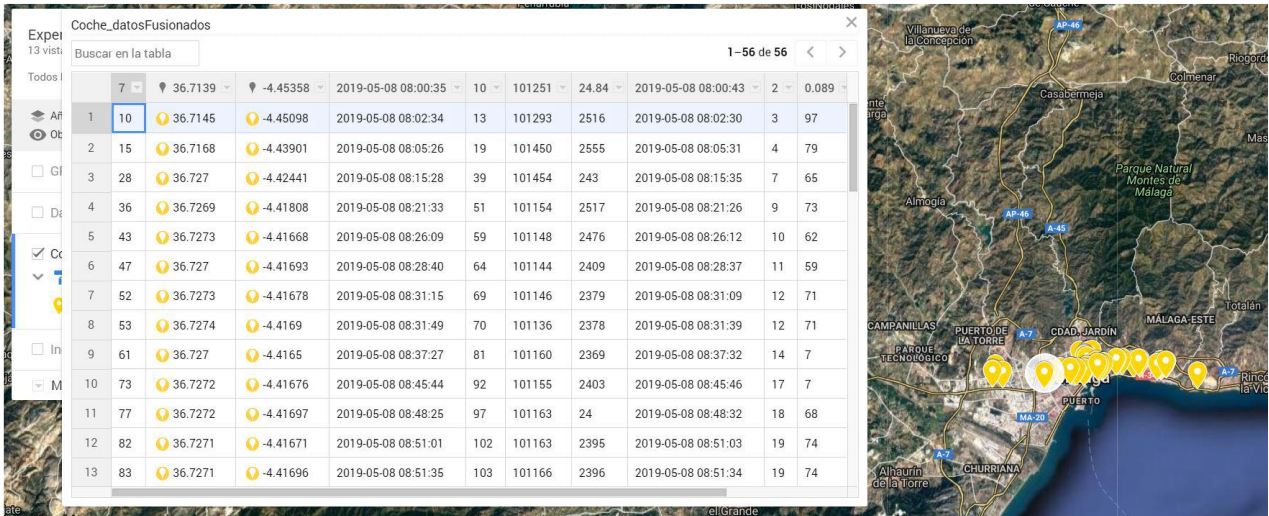 Coche_datosFusionados
Buscar en la tabla
1–56 de 56
7 36.7139 -4.45358 2019-05-08 08:00:35 10 101251 24.84 2019-05-08 08:00:43 2 0.089
1 10 36.7145 -4.45098 2019-05-08 08:02:34 13 101293 2516 2019-05-08 08:02:30 3 97
2 15 36.7168 -4.43901 2019-05-08 08:05:26 19 101450 2555 2019-05-08 08:05:31 4 79
3 28 36.727 -4.42441 2019-05-08 08:15:28 39 101454 243 2019-05-08 08:15:35 7 65
4 36 36.7269 -4.41808 2019-05-08 08:21:33 51 101154 2517 2019-05-08 08:21:26 9 73
5 43 36.7273 -4.41668 2019-05-08 08:26:09 59 101148 2476 2019-05-08 08:26:12 10 62
6 47 36.727 -4.41693 2019-05-08 08:28:40 64 101144 2409 2019-05-08 08:28:37 11 59
7 52 36.7273 -4.41678 2019-05-08 08:31:15 69 101146 2379 2019-05-08 08:31:09 12 71
8 53 36.7274 -4.4169 2019-05-08 08:31:49 70 101136 2378 2019-05-08 08:31:39 12 71
9 61 36.727 -4.4165 2019-05-08 08:37:27 81 101160 2369 2019-05-08 08:37:32 14 7
10 73 36.7272 -4.41676 2019-05-08 08:45:44 92 101155 2403 2019-05-08 08:45:46 17 7
11 77 36.7272 -4.41697 2019-05-08 08:48:25 97 101163 24 2019-05-08 08:48:32 18 68
12 82 36.7271 -4.41671 2019-05-08 08:51:01 102 101163 2395 2019-05-08 08:51:03 19 74
13 83 36.7271 -4.41696 2019-05-08 08:51:35 103 101166 2396 2019-05-08 08:51:34 19 74
Exper
13 vist
Todos l
Añ
Ob
Da
Co
In
M
Villanueva de
la Concepción
AP-46
Riogord
Colmenar
Casabermeja
Parque Natural
Montes de
Málaga
Almogía
AP-46
A-45
Totalán
MÁLAGA-ESTE
CAMPANILLAS
PUERTO DE
LA TORRE
A-7
CDAD. JARDÍN
PARQUE
TECNOLÓGICO
A-7
Rinc
la Vic
PUERTO
MA-20
A-7
CHURRIANA
Alhaurín
de la Torre
el Grande